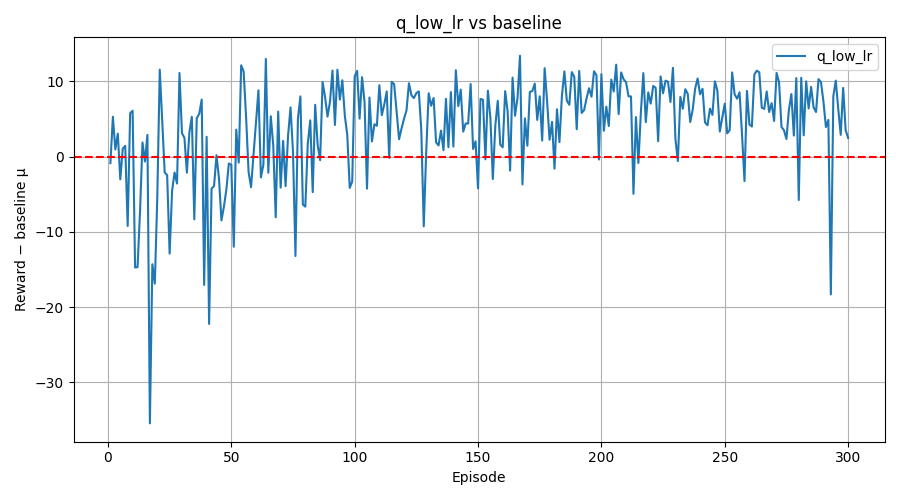 q_low_lr vs baseline
q_low_lr
Reward − baseline μ
10
0
−10
−20
−30
0 50 100 150 200 250 300
Episode